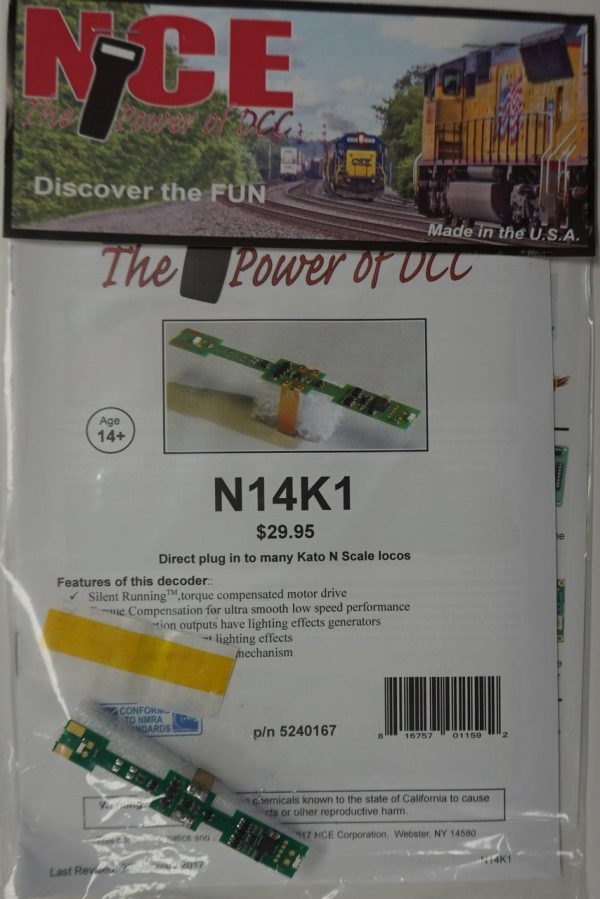 NCE
The Power of DCC
Discover the FUN
CSX
Made in the U.S.A.
The Power of DCC
Age
14+
N14K1
$29.95
Direct plug in to many Kato N Scale locos
Features of this decoder::
✓ Silent Running™,torque compensated motor drive
Compensation for ultra smooth low speed performance
outputs have lighting effects generators
lighting effects
mechanism
CONFORMS
TO NMRA
p/n 5240167
8 16757 01159 2
chemicals known to the state of California to cause
or other reproductive harm.
2017 NCE Corporation, Webster, NY 14580
Last 2017
N14K1